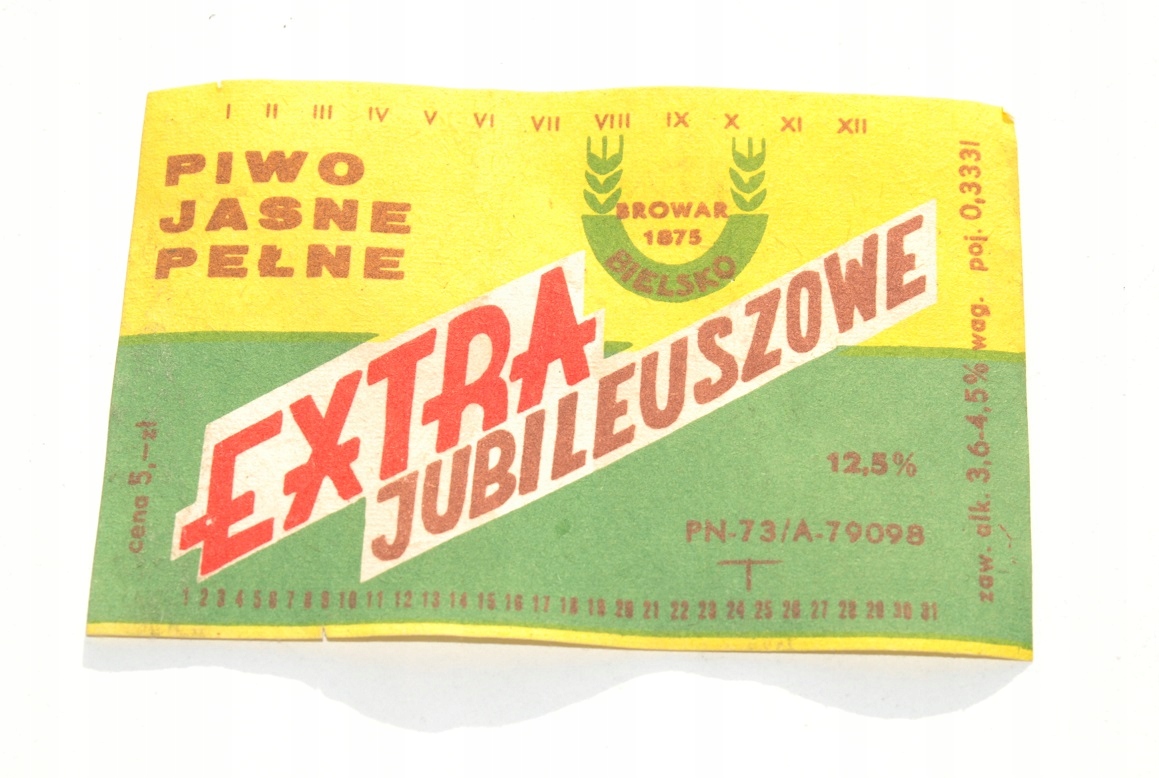 I II III IV V VI VII VIII IX X XI XII
PIWO
JASNE
PEŁNE
BROWAR
1875
BIELSKO
EXTRA
JUBILEUSZOWE
12,5%
PN-73/A-79098
T
cena 5,-zł
zaw. alk. 3,6-4,5% wag. poj. 0,333l
1 2 3 4 5 6 7 8 9 10 11 12 13 14 15 16 17 18 19 20 21 22 23 24 25 26 27 28 29 30 31